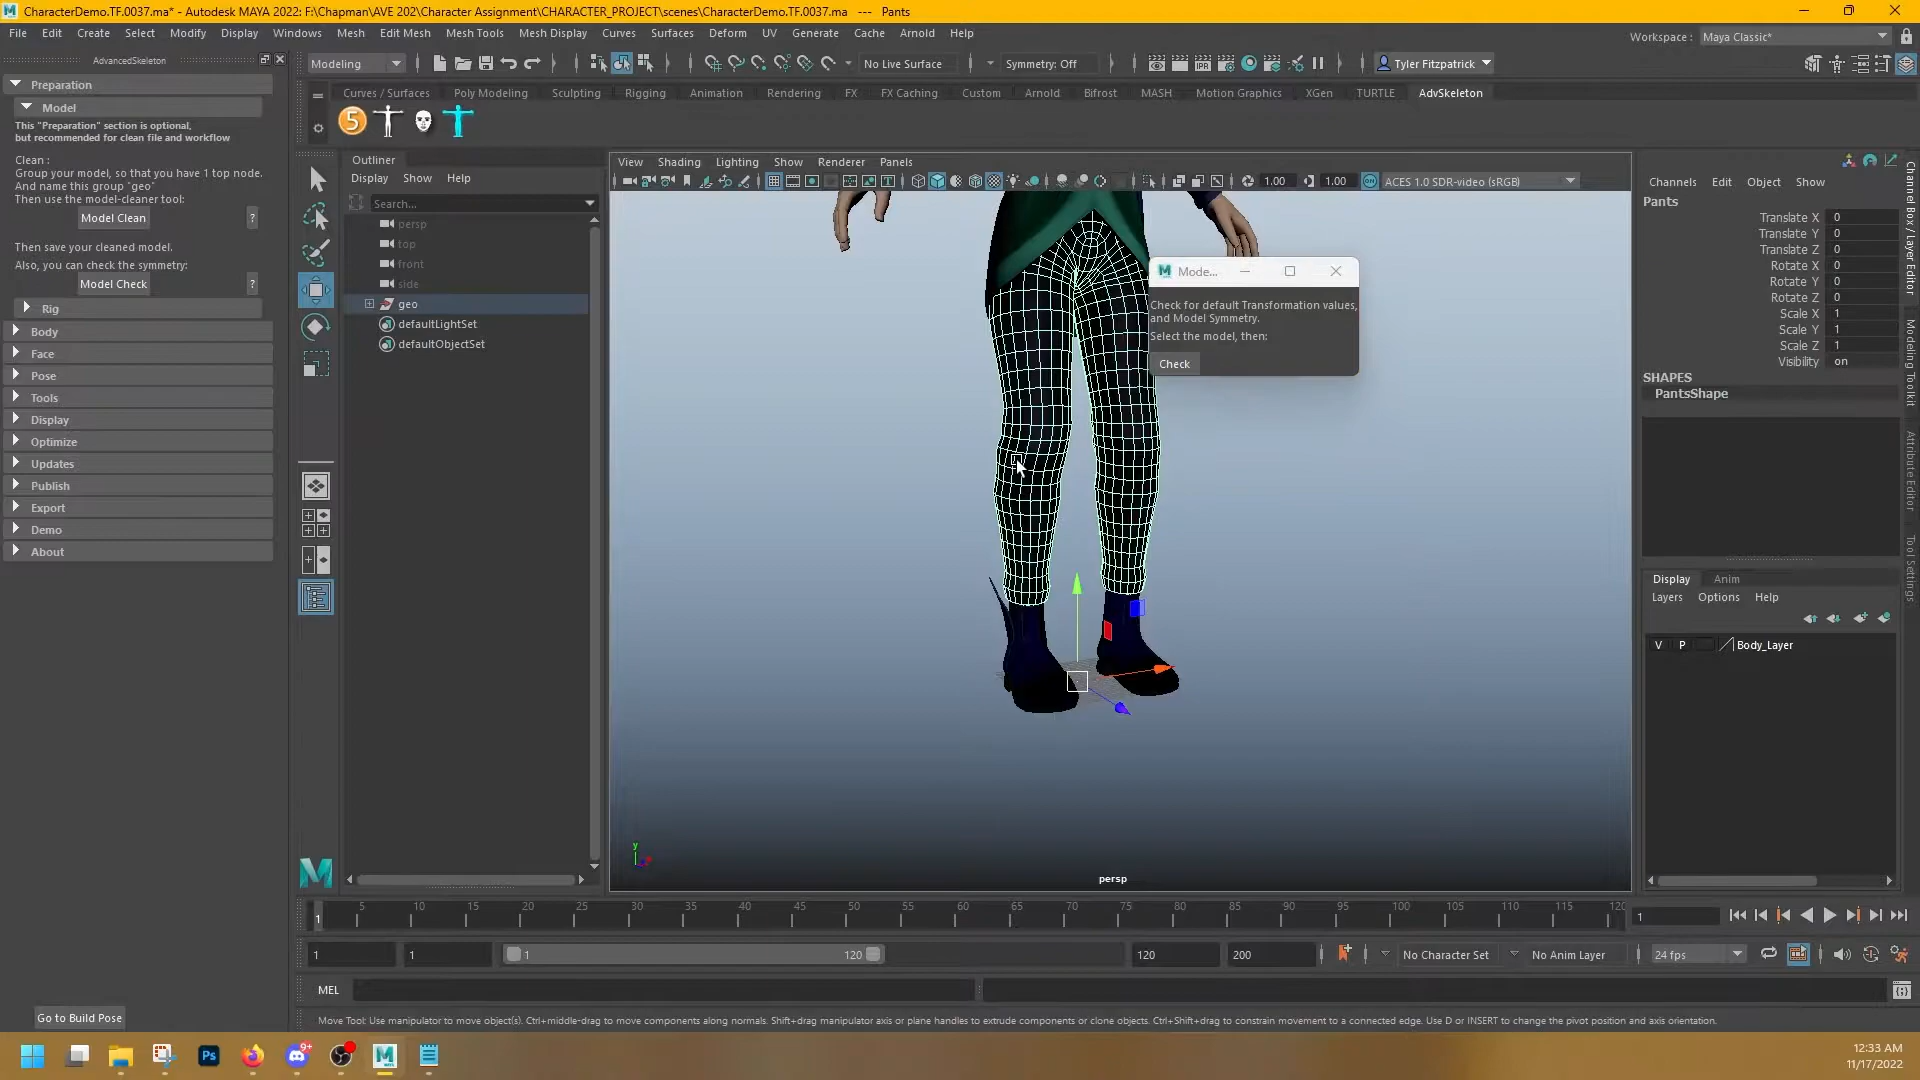 CharacterDemo.TF.0037.ma* - Autodesk MAYA 2022: F:\Chapman\AVE 202\Character Assignment\CHARACTER_PROJECT\scenes\CharacterDemo.TF.0037.ma   ---   Pants
File Edit Create Select Modify Display Windows Mesh Edit Mesh Mesh Tools Mesh Display Curves Surfaces Deform UV Generate Cache Arnold Help
Workspace : Maya Classic*
AdvancedSkeleton
Modeling
No Live Surface
Symmetry: Off
Tyler Fitzpatrick
Curves / Surfaces Poly Modeling Sculpting Rigging Animation Rendering FX FX Caching Custom Arnold Bifrost MASH Motion Graphics XGen TURTLE AdvSkeleton
Preparation
Model
This "Preparation" section is optional,
but recommended for clean file and workflow
Clean :
Group your model, so that you have 1 top node.
And name this group "geo"
Then use the model-cleaner tool:
Model Clean ?
Then save your cleaned model.
Also, you can check the symmetry:
Model Check ?
Rig
Body
Face
Pose
Tools
Display
Optimize
Updates
Publish
Export
Demo
About
Go to Build Pose
5
Outliner
Display Show Help
Search...
persp
top
front
side
geo
defaultLightSet
defaultObjectSet
View Shading Lighting Show Renderer Panels
1.00 1.00 ACES 1.0 SDR-video (sRGB)
Mode...
Check for default Transformation values,
and Model Symmetry.
Select the model, then:
Check
y
persp
Channels Edit Object Show
Pants
Translate X 0
Translate Y 0
Translate Z 0
Rotate X 0
Rotate Y 0
Rotate Z 0
Scale X 1
Scale Y 1
Scale Z 1
Visibility on
SHAPES
PantsShape
Display Anim
Layers Options Help
V P Body_Layer
Channel Box / Layer Editor
Modeling Toolkit
Attribute Editor
Tool Settings
1 5 10 15 20 25 30 35 40 45 50 55 60 65 70 75 80 85 90 95 100 105 110 115 120
1
1 1 1 120 120 200
No Character Set
No Anim Layer
24 fps
MEL
Move Tool: Use manipulator to move object(s). Ctrl+middle-drag to move components along normals. Shift+drag manipulator axis or plane handles to extrude components or clone objects. Ctrl+Shift+drag to constrain movement to a connected edge. Use D or INSERT to change the pivot position and axis orientation.
Ps
9+
12:33 AM
11/17/2022